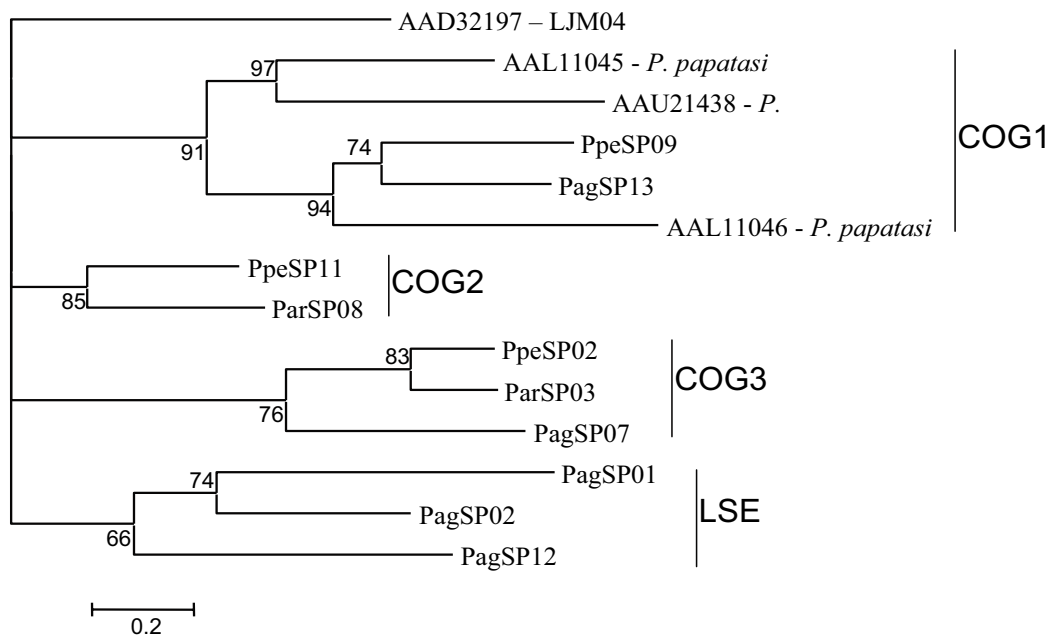 AAD32197 – LJM04
97
AAL11045 - P. papatasi
AAU21438 - P.
COG1
91
74
PpeSP09
PagSP13
94
AAL11046 - P. papatasi
PpeSP11
COG2
85
ParSP08
83
PpeSP02
COG3
ParSP03
76
PagSP07
74
PagSP01
LSE
PagSP02
66
PagSP12
0.2